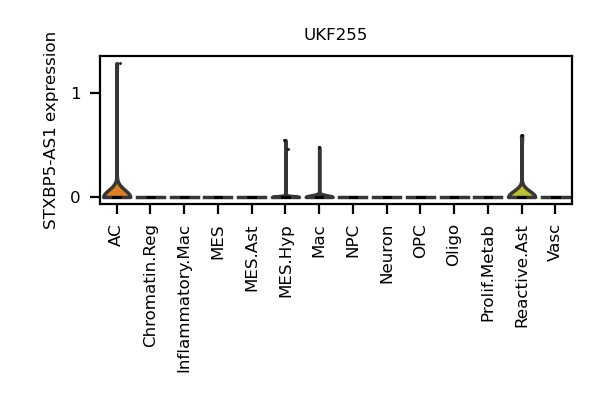 UKF255
STXBP5-AS1 expression
1
0
AC
Chromatin.Reg
Inflammatory.Mac
MES
MES.Ast
MES.Hyp
Mac
NPC
Neuron
OPC
Oligo
Prolif.Metab
Reactive.Ast
Vasc